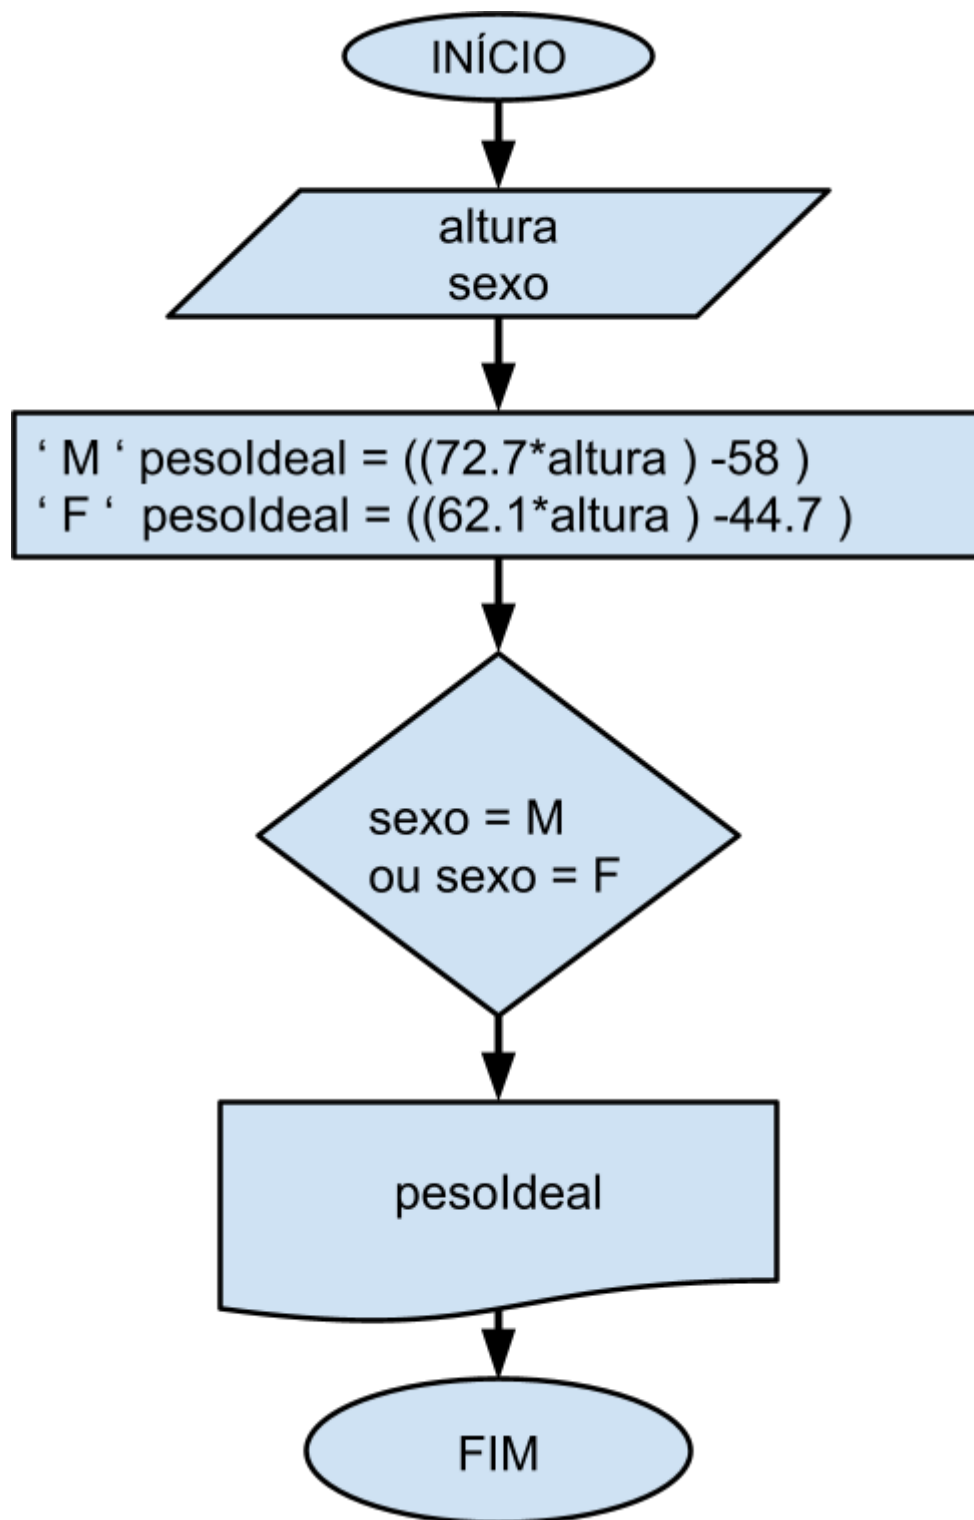 INÍCIO
altura
sexo
‘ M ‘ pesoIdeal = ((72.7*altura ) -58 )
‘ F ‘ pesoIdeal = ((62.1*altura ) -44.7 )
sexo = M
ou sexo = F
pesoIdeal
FIM